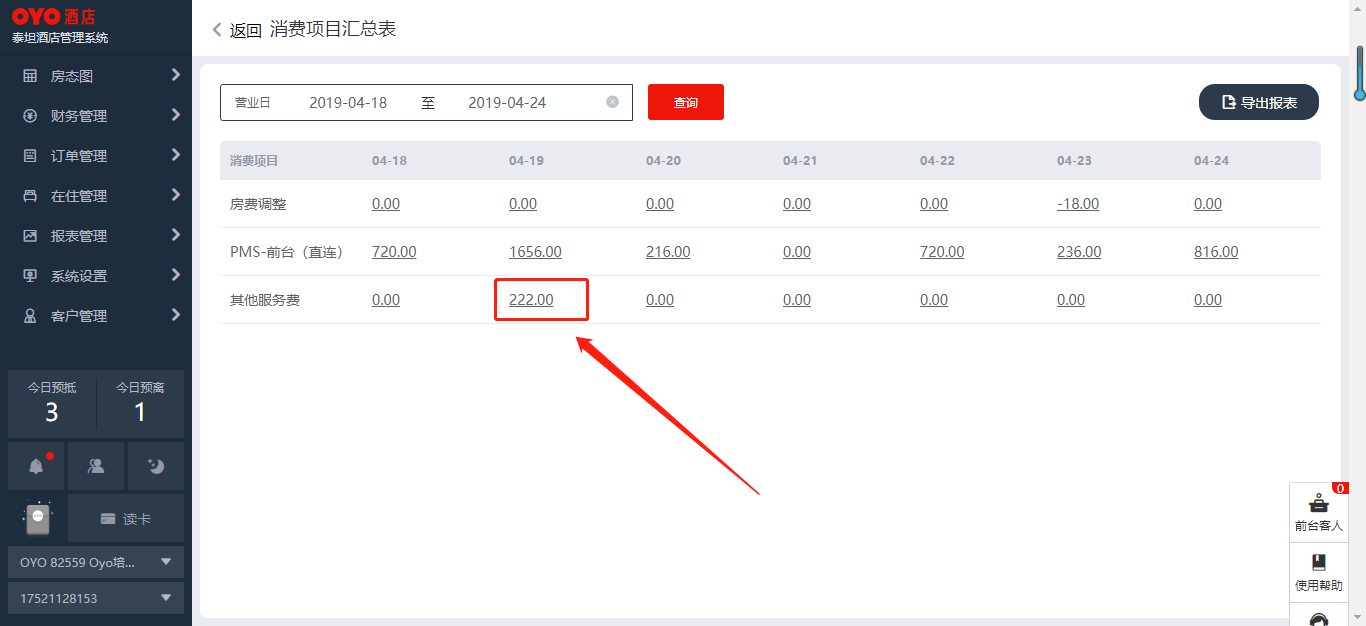 OYO 酒店
泰坦酒店管理系统
房态图
财务管理
订单管理
在住管理
报表管理
系统设置
客户管理
今日预抵 今日预离
3 1
读卡
OYO 82559 Oyo培...
17521128153
返回 消费项目汇总表
营业日 2019-04-18 至 2019-04-24 查询 导出报表
消费项目 04-18 04-19 04-20 04-21 04-22 04-23 04-24
房费调整 0.00 0.00 0.00 0.00 0.00 -18.00 0.00
PMS-前台（直连） 720.00 1656.00 216.00 0.00 720.00 236.00 816.00
其他服务费 0.00 222.00 0.00 0.00 0.00 0.00 0.00
0
前台客人
使用帮助